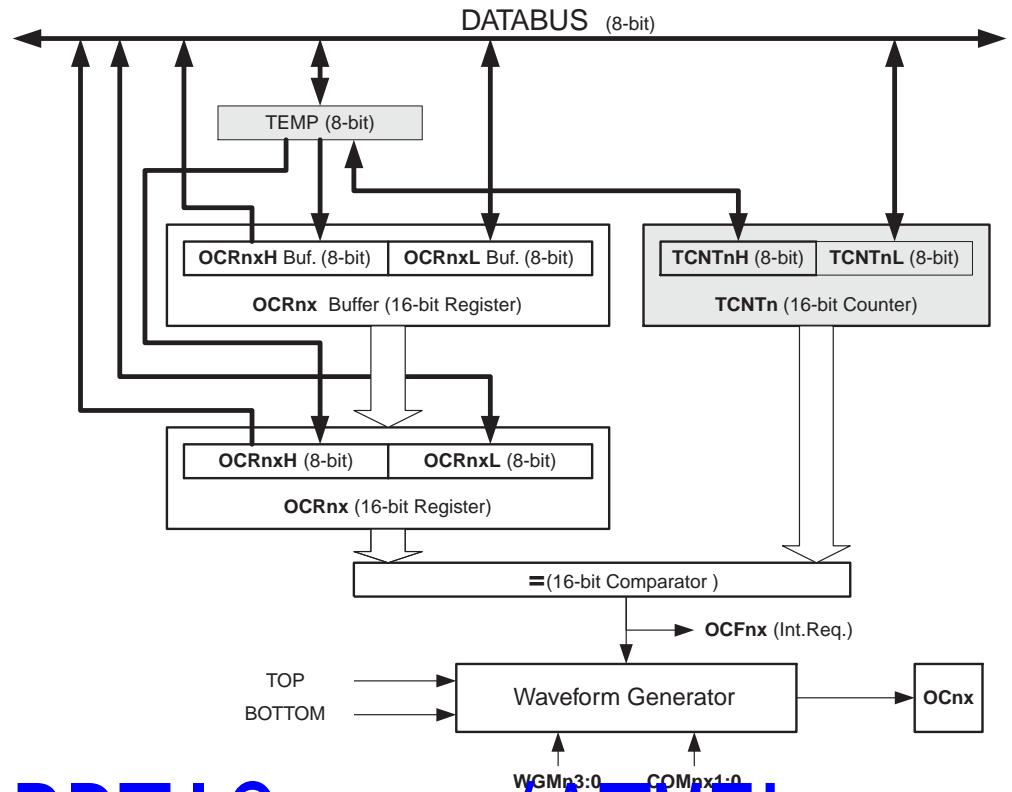 DATABUS (8-bit)
TEMP (8-bit)
OCRnxH Buf. (8-bit) OCRnxL Buf. (8-bit)
OCRnx Buffer (16-bit Register)
TCNTnH (8-bit) TCNTnL (8-bit)
TCNTn (16-bit Counter)
OCRnxH (8-bit) OCRnxL (8-bit)
OCRnx (16-bit Register)
=(16-bit Comparator )
OCFnx (Int.Req.)
TOP
BOTTOM
Waveform Generator
OCnx
WGMn3:0 COMnx1:0